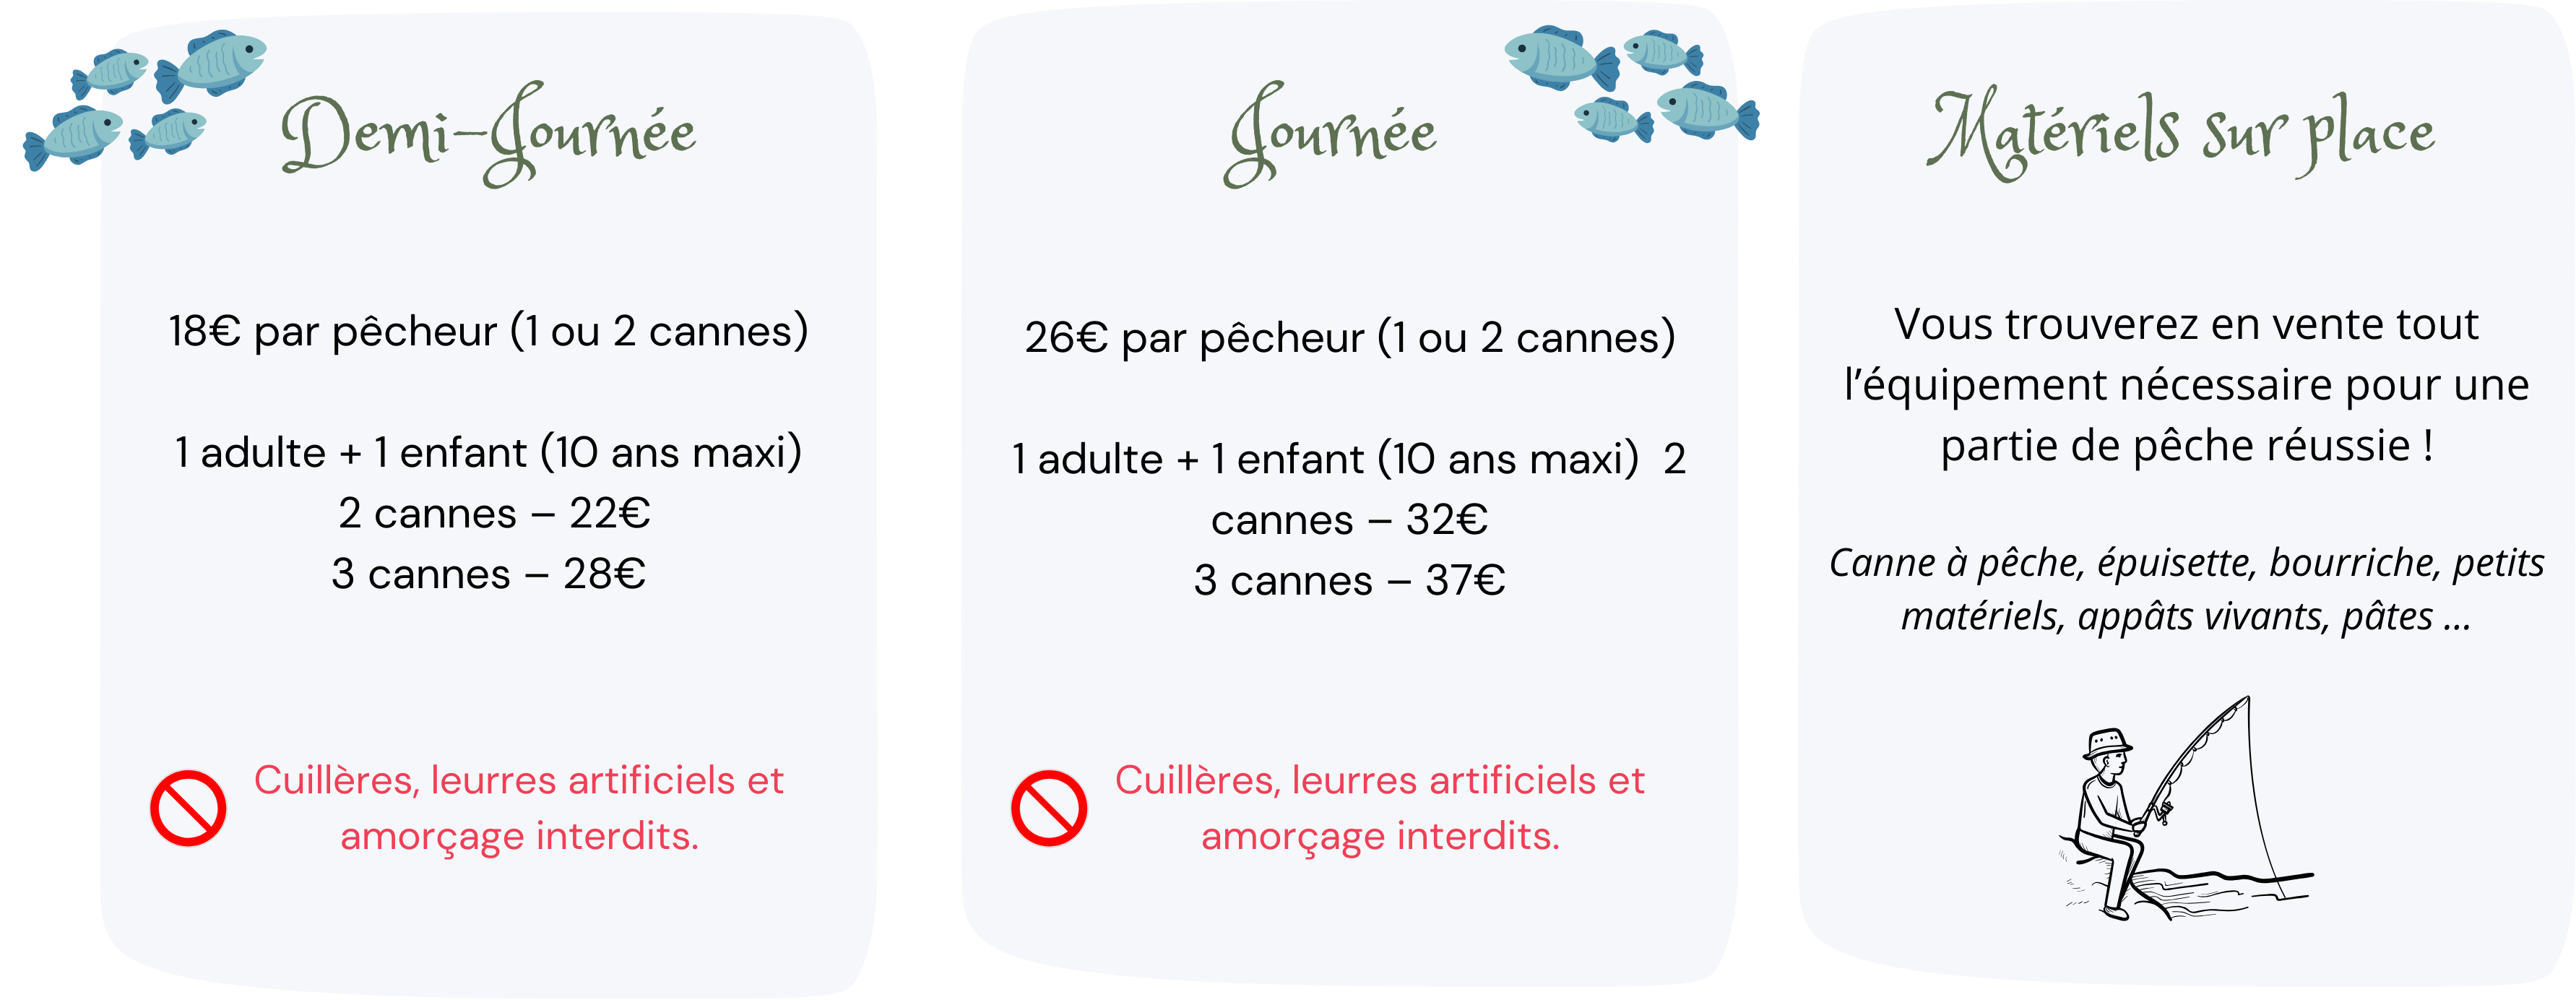 Demi-Journée
18€ par pêcheur (1 ou 2 cannes)
1 adulte + 1 enfant (10 ans maxi)
2 cannes – 22€
3 cannes – 28€
Cuillères, leurres artificiels et
amorçage interdits.
Journée
26€ par pêcheur (1 ou 2 cannes)
1 adulte + 1 enfant (10 ans maxi)  2
cannes – 32€
3 cannes – 37€
Cuillères, leurres artificiels et
amorçage interdits.
Matériels sur place
Vous trouverez en vente tout
l’équipement nécessaire pour une
partie de pêche réussie !
Canne à pêche, épuisette, bourriche, petits
matériels, appâts vivants, pâtes ...